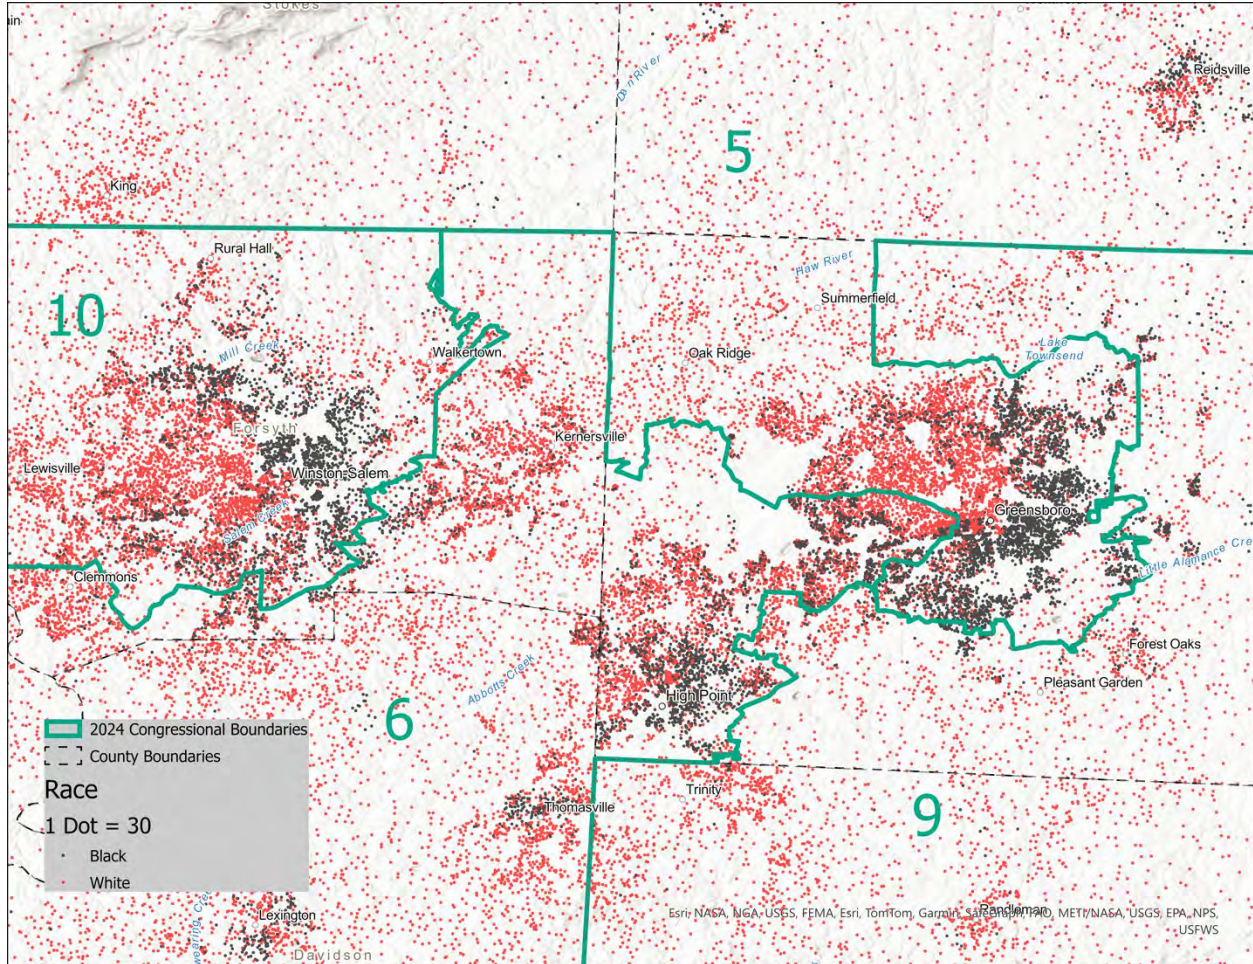 Stokes
Dan River
Reidsville
5
King
Rural Hall
Haw River
10
Summerfield
Mill Creek
Walkertown
Oak Ridge
Lake
Townsend
Forsyth
Kernersville
Lewisville
Winston-Salem
Salem Creek
Greensboro
Clemmons
Little Alamance Cre
Forest Oaks
Abbotts Creek
Pleasant Garden
High Point
6
2024 Congressional Boundaries
County Boundaries
Race
1 Dot = 30
Black
White
Thomasville
Trinity
9
Lexington
Randleman
Davidson
Esri, NASA, NGA, USGS, FEMA, Esri, TomTom, Garmin, SafeGraph, FAO, METI/NASA, USGS, EPA, NPS,
USFWS